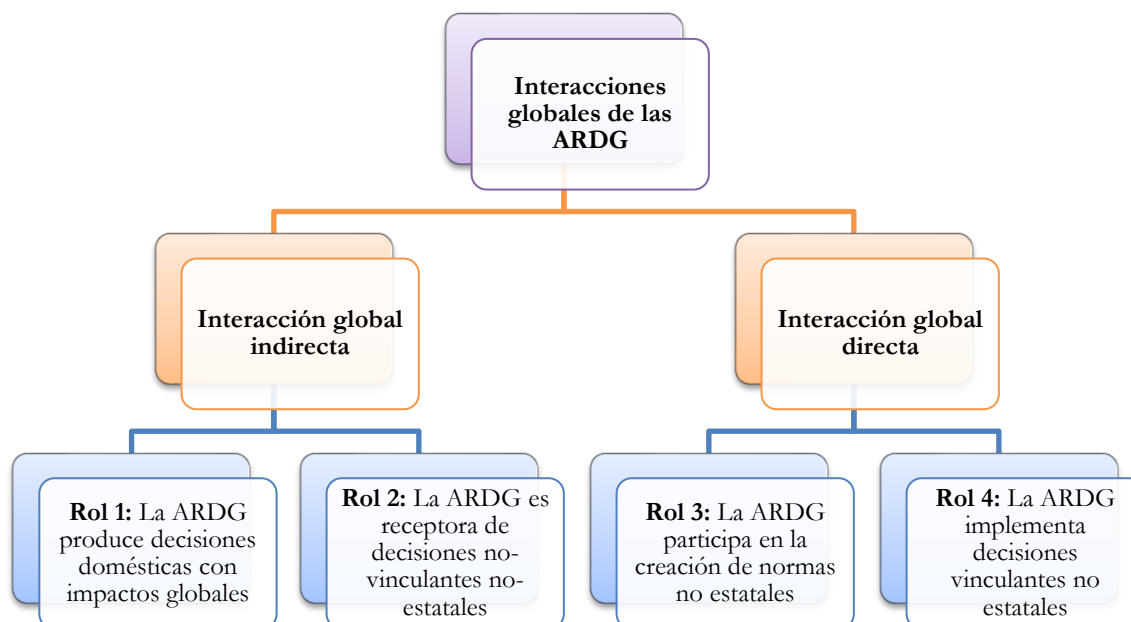 Interacciones
globales de las
ARDG
Interacción global
indirecta
Interacción global
directa
Rol 1: La ARDG
produce decisiones
domésticas con
impactos globales
Rol 2: La ARDG es
receptora de
decisiones no-
vinculantes no-
estatales
Rol 3: La ARDG
participa en la
creación de normas
no estatales
Rol 4: La ARDG
implementa
decisiones
vinculantes no
estatales